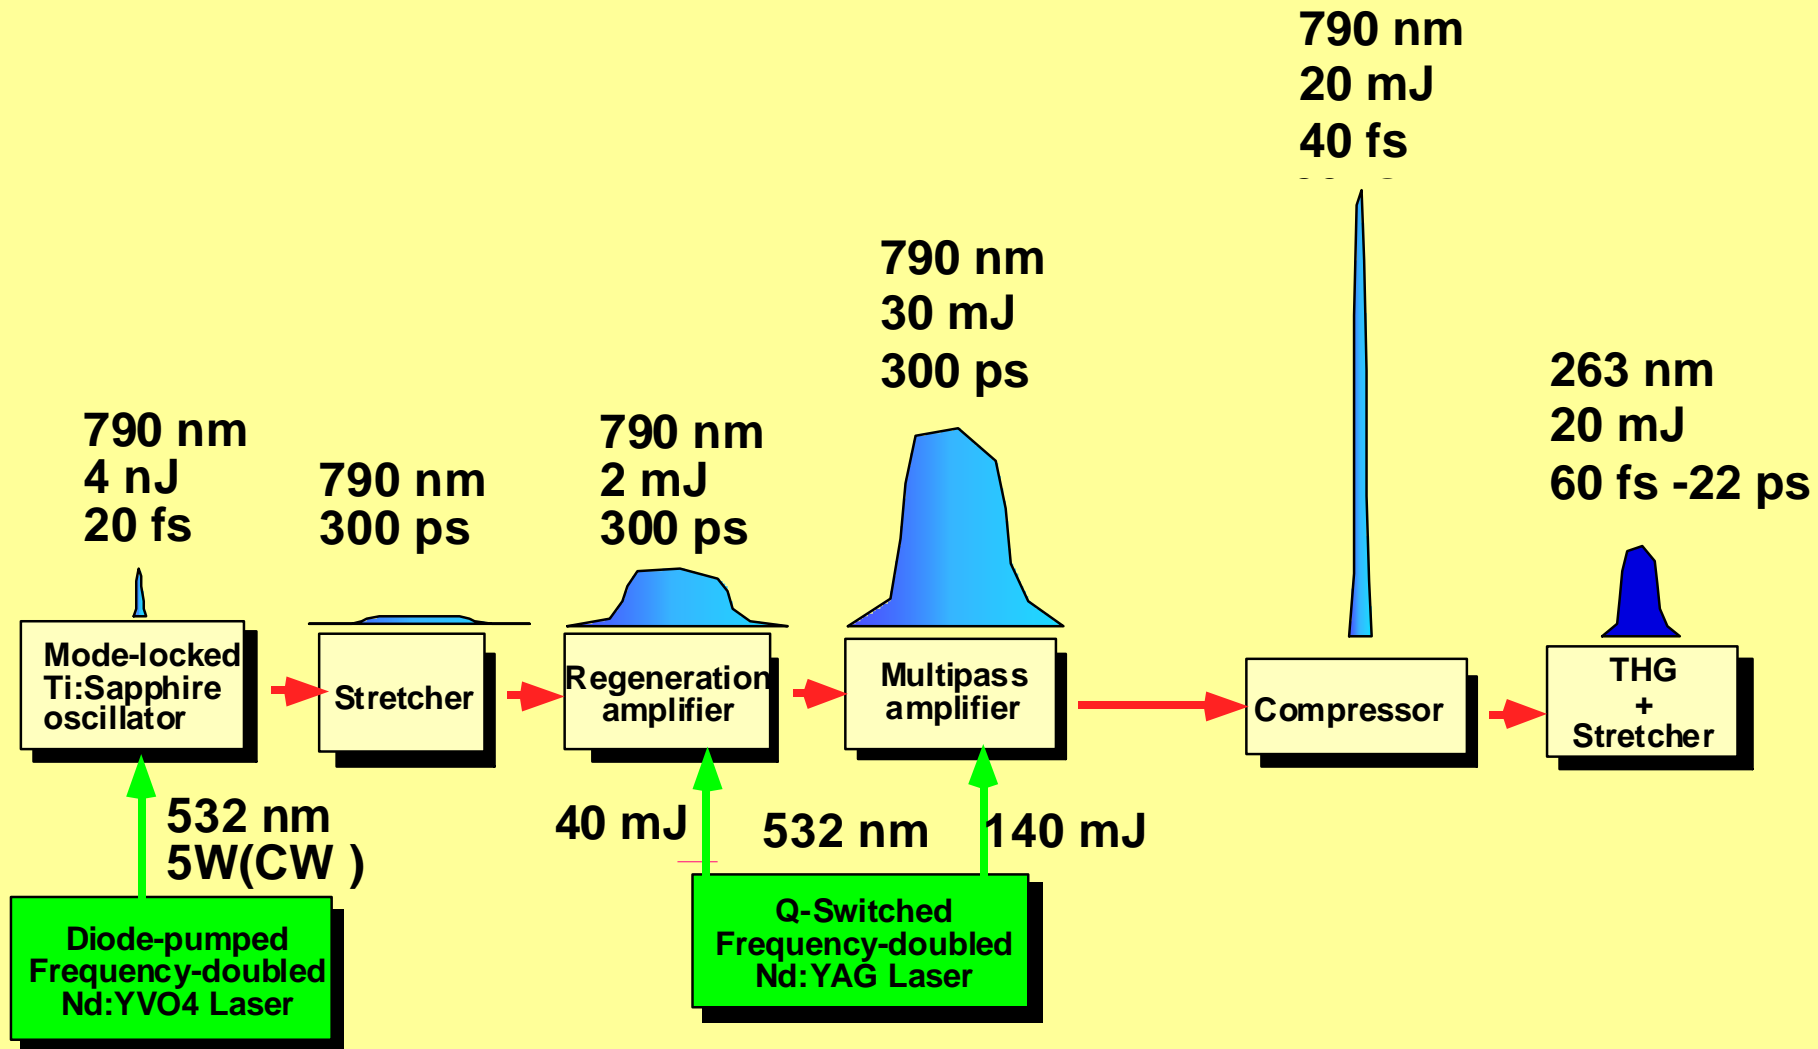 790 nm
20 mJ
40 fs
790 nm
30 mJ
300 ps
263 nm
20 mJ
60 fs -22 ps
790 nm
4 nJ
20 fs
790 nm
300 ps
790 nm
2 mJ
300 ps
Mode-locked
Ti:Sapphire
oscillator
Stretcher
Regeneration
amplifier
Multipass
amplifier
Compressor
THG
+
Stretcher
532 nm
5W(CW )
40 mJ
532 nm
140 mJ
Diode-pumped
Frequency-doubled
Nd:YVO4 Laser
Q-Switched
Frequency-doubled
Nd:YAG Laser